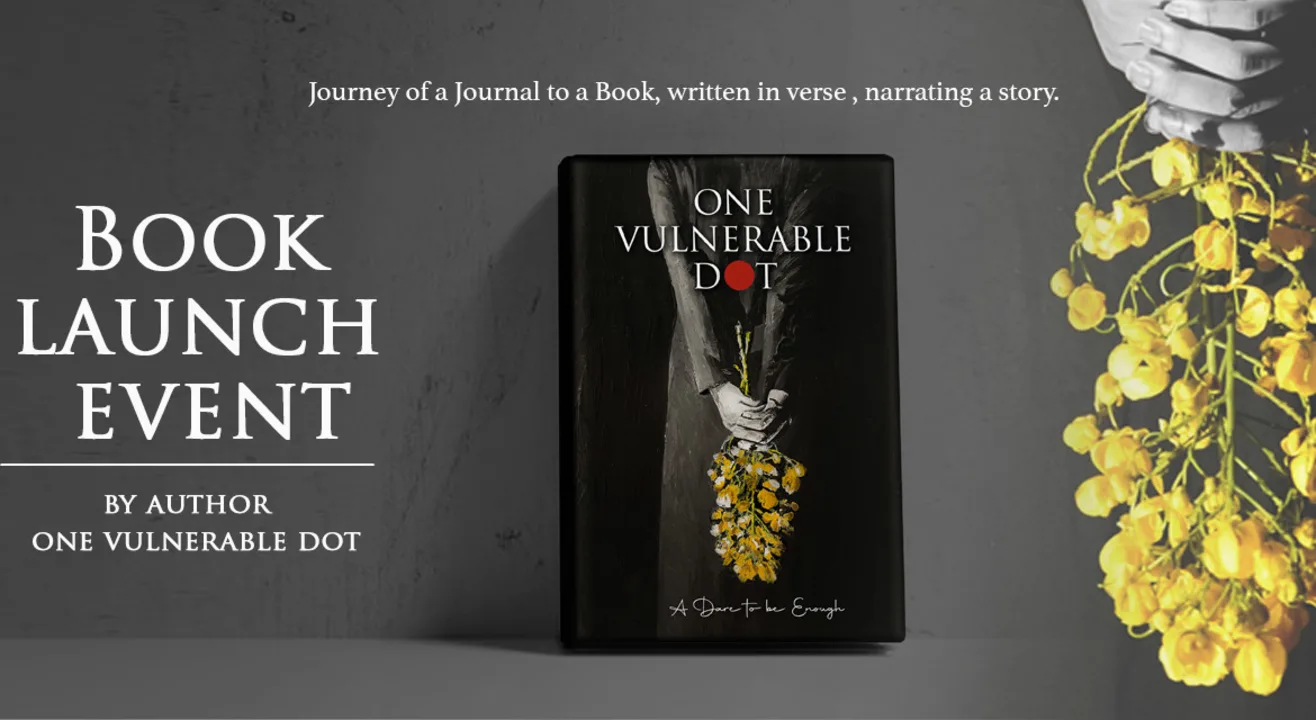 Journey of a Journal to a Book, written in verse , narrating a story.
BOOK
LAUNCH
EVENT
BY AUTHOR
ONE VULNERABLE DOT
ONE
VULNERABLE
DOT
A Dare to be Enough